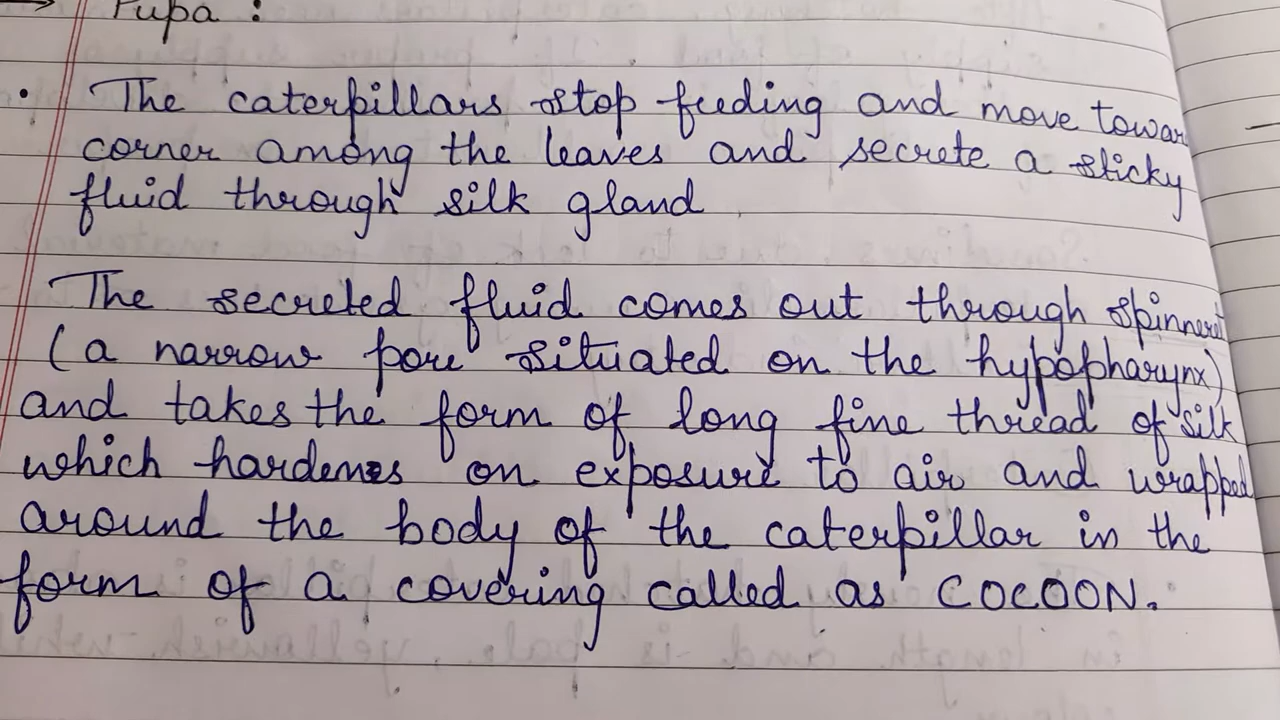 Pupa :
• The caterpillars stop feeding and move towar
corner among the leaves and secrete a sticky
fluid through silk gland
The secreted fluid comes out through spinneret
(a narrow pore situated on the hypopharynx)
and takes the form of long fine thread of silk
which hardenes on exposure to air and wrapped
around the body of the caterpillar in the
form of a covering called as COCOON.